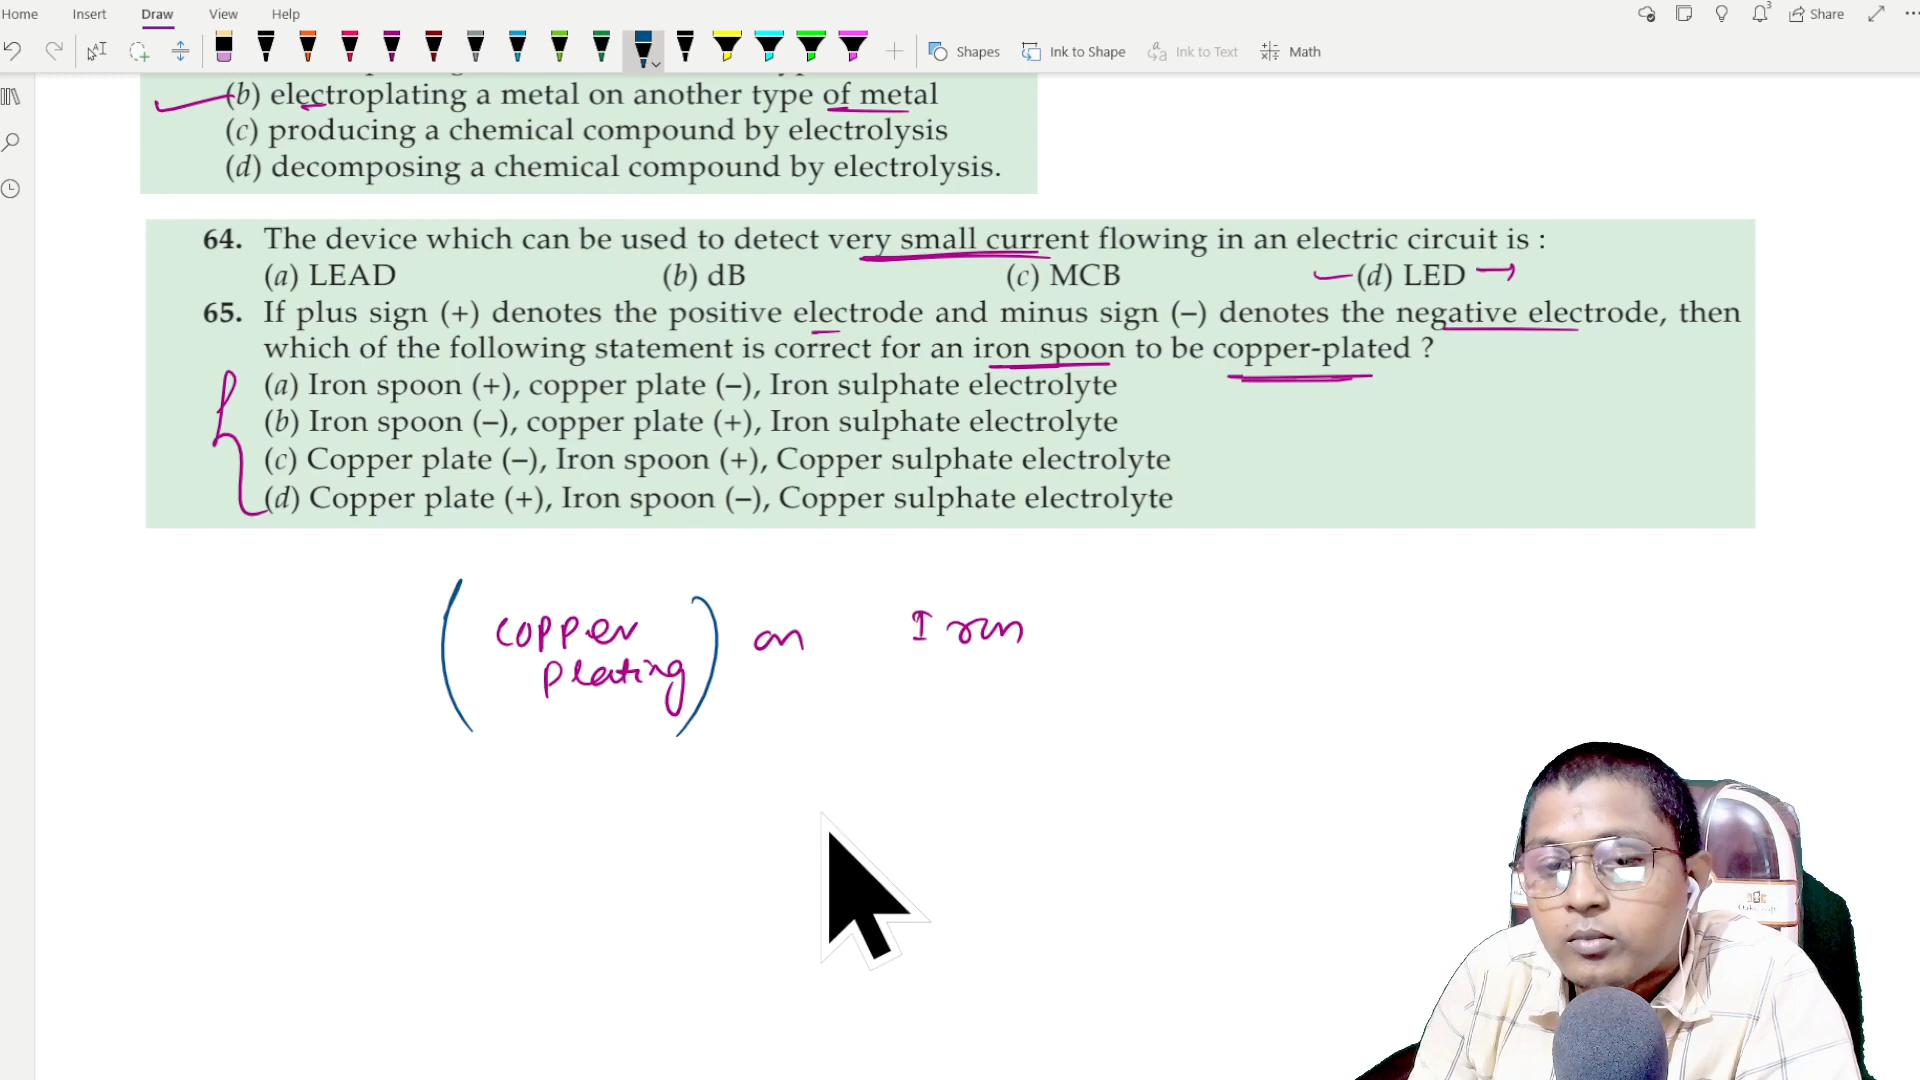 Home Insert Draw View Help
3 Share
Shapes Ink to Shape Ink to Text Math
(b) electroplating a metal on another type of metal
(c) producing a chemical compound by electrolysis
(d) decomposing a chemical compound by electrolysis.
64. The device which can be used to detect very small current flowing in an electric circuit is :
(a) LEAD (b) dB (c) MCB (d) LED
65. If plus sign (+) denotes the positive electrode and minus sign (–) denotes the negative electrode, then
which of the following statement is correct for an iron spoon to be copper-plated ?
(a) Iron spoon (+), copper plate (–), Iron sulphate electrolyte
(b) Iron spoon (–), copper plate (+), Iron sulphate electrolyte
(c) Copper plate (–), Iron spoon (+), Copper sulphate electrolyte
(d) Copper plate (+), Iron spoon (–), Copper sulphate electrolyte
copper on Iron
plating